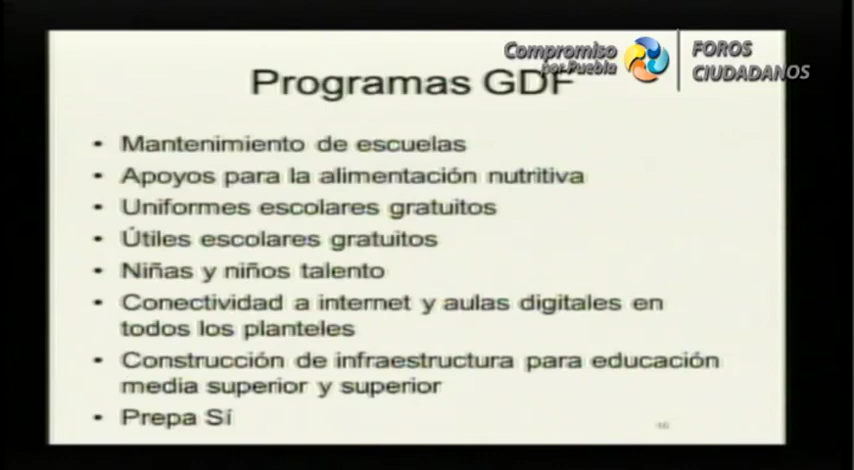 Compromiso
por Puebla
FOROS
CIUDADANOS
Programas GDF
• Mantenimiento de escuelas
• Apoyos para la alimentación nutritiva
• Uniformes escolares gratuitos
• Útiles escolares gratuitos
• Niñas y niños talento
• Conectividad a internet y aulas digitales en
todos los planteles
• Construcción de infraestructura para educación
media superior y superior
• Prepa Sí